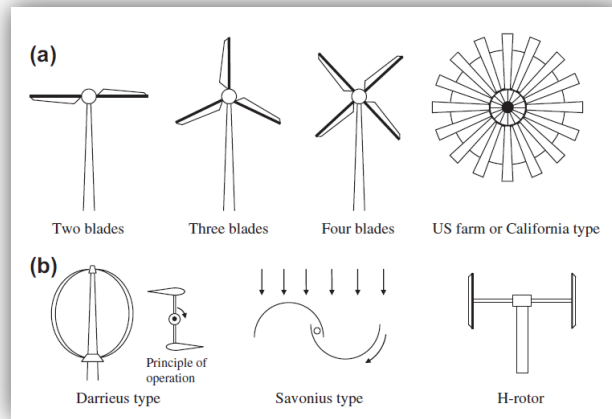 (a)
Two blades
Three blades
Four blades
US farm or California type
(b)
Principle of
operation
Darrieus type
Savonius type
H-rotor